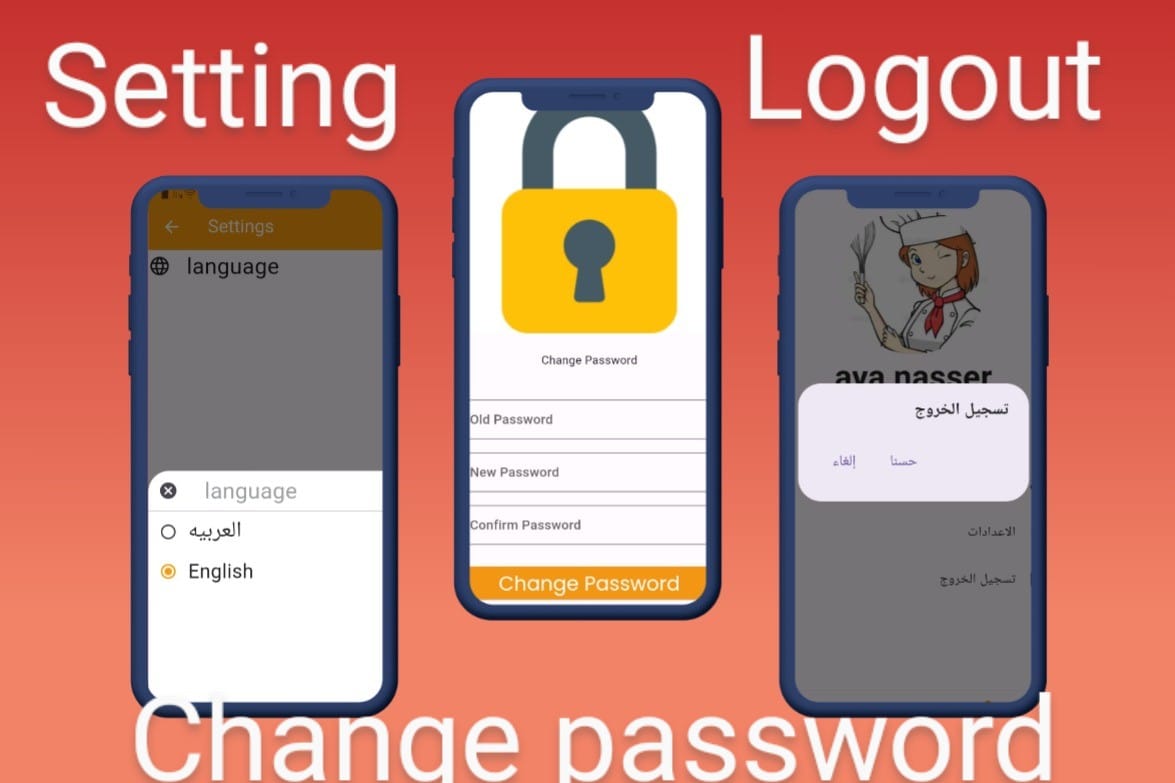 Setting
Logout
Settings
language
language
العربيه
English
Change Password
Old Password
New Password
Confirm Password
Change Password
aya nasser
تسجيل الخروج
حسنا
إلغاء
الاعدادات
تسجيل الخروج
Change password